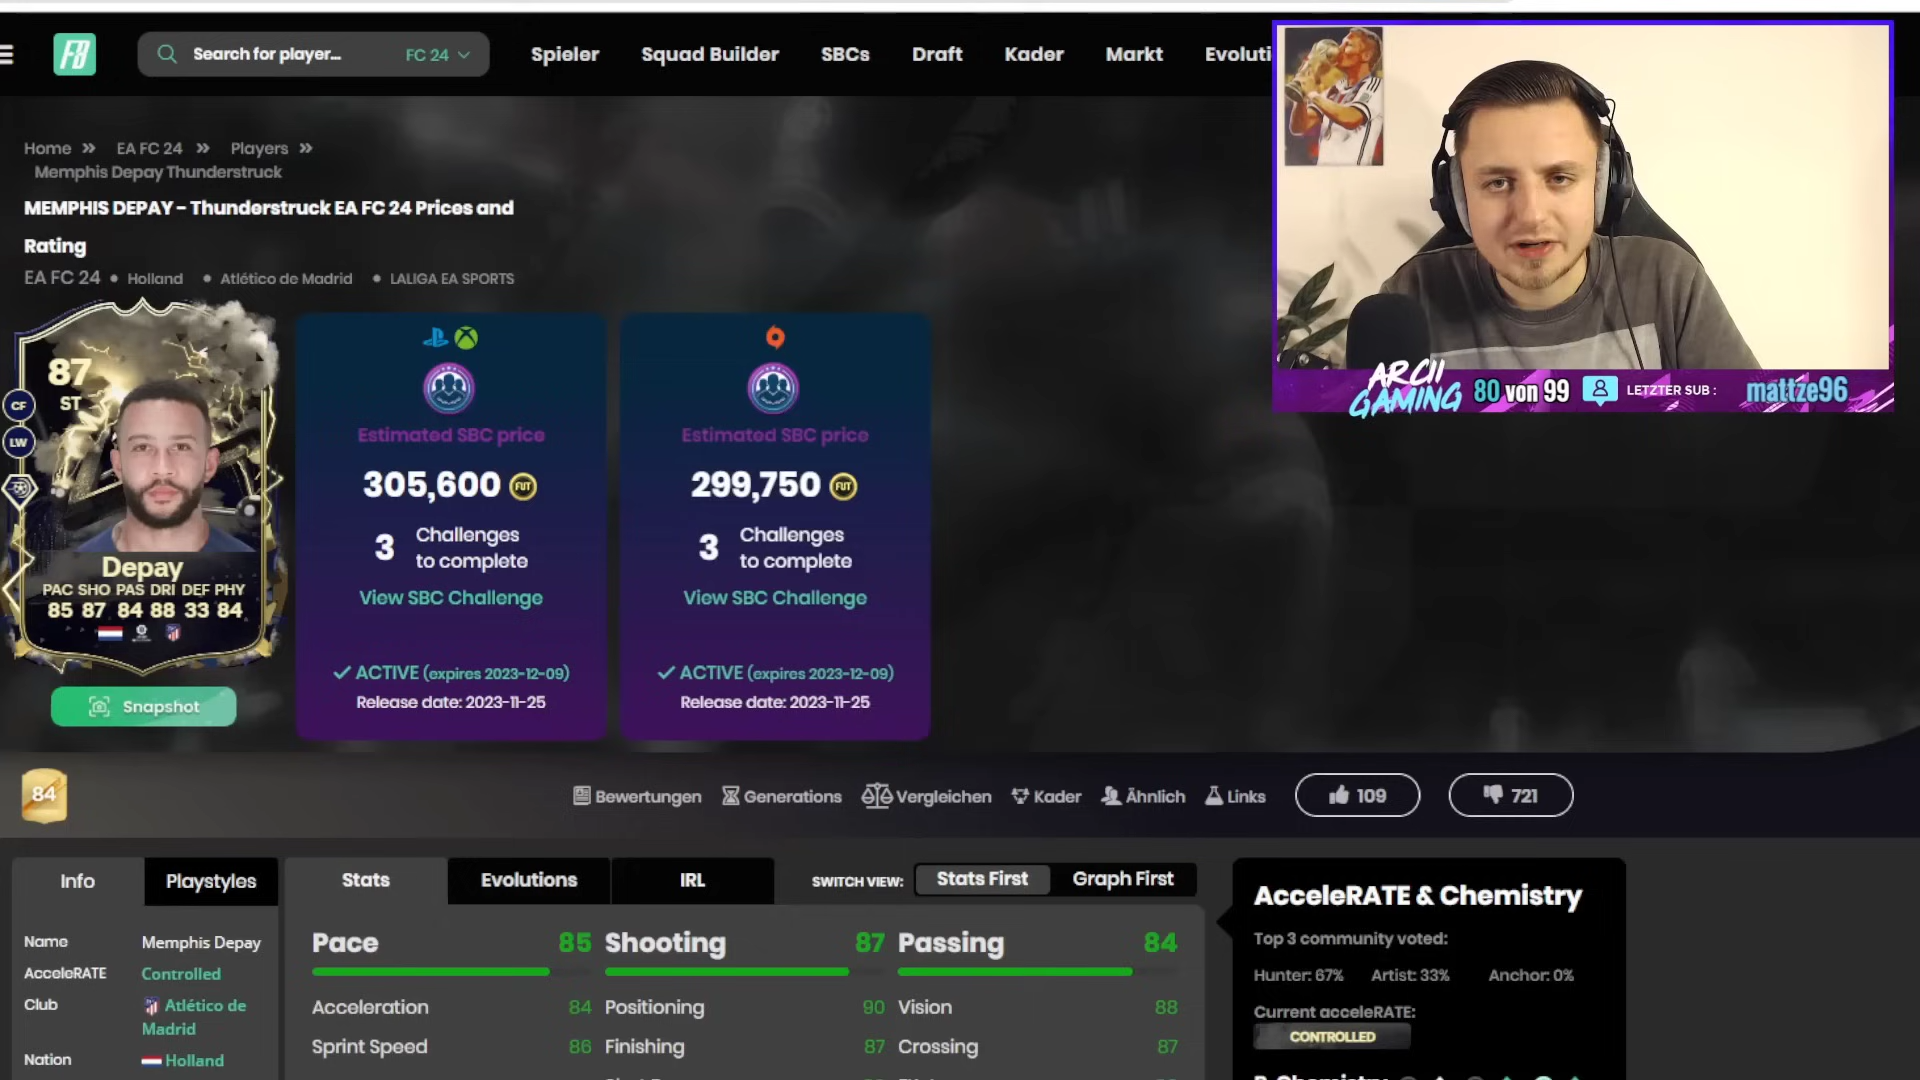 Search for player...
FC 24
Spieler
Squad Builder
SBCs
Draft
Kader
Markt
Evoluti
Home » EA FC 24 » Players »
Memphis Depay Thunderstruck
MEMPHIS DEPAY - Thunderstruck EA FC 24 Prices and
Rating
EA FC 24 • Holland • Atlético de Madrid • LALIGA EA SPORTS
87
ST
CF
LW
Depay
PAC SHO PAS DRI DEF PHY
85 87 84 88 33 84
Snapshot
Estimated SBC price
305,600
FUT
3
Challenges
to complete
View SBC Challenge
ACTIVE (expires 2023-12-09)
Release date: 2023-11-25
Estimated SBC price
299,750
FUT
3
Challenges
to complete
View SBC Challenge
ACTIVE (expires 2023-12-09)
Release date: 2023-11-25
ARCII
GAMING
80 von 99
LETZTER SUB :
mattze96
84
Bewertungen
Generations
Vergleichen
Kader
Ähnlich
Links
109
721
Info
Playstyles
Name Memphis Depay
AcceleRATE Controlled
Club Atlético de
Madrid
Nation Holland
Stats
Evolutions
IRL
SWITCH VIEW:
Stats First
Graph First
Pace 85
Acceleration 84
Sprint Speed 86
Shooting 87
Positioning 90
Finishing 87
Passing 84
Vision 88
Crossing 87
AcceleRATE & Chemistry
Top 3 community voted:
Hunter: 67% Artist: 33% Anchor: 0%
Current acceleRATE:
CONTROLLED